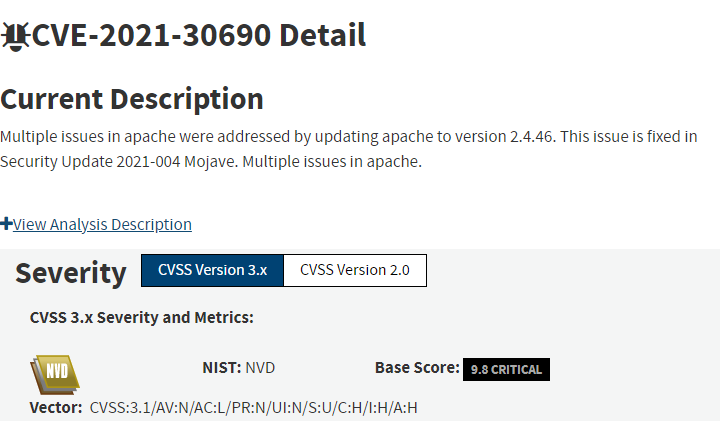 CVE-2021-30690 Detail
Current Description
Multiple issues in apache were addressed by updating apache to version 2.4.46. This issue is fixed in
Security Update 2021-004 Mojave. Multiple issues in apache.
View Analysis Description
Severity CVSS Version 3.x CVSS Version 2.0
CVSS 3.x Severity and Metrics:
NVD NIST: NVD Base Score: 9.8 CRITICAL
Vector: CVSS:3.1/AV:N/AC:L/PR:N/UI:N/S:U/C:H/I:H/A:H